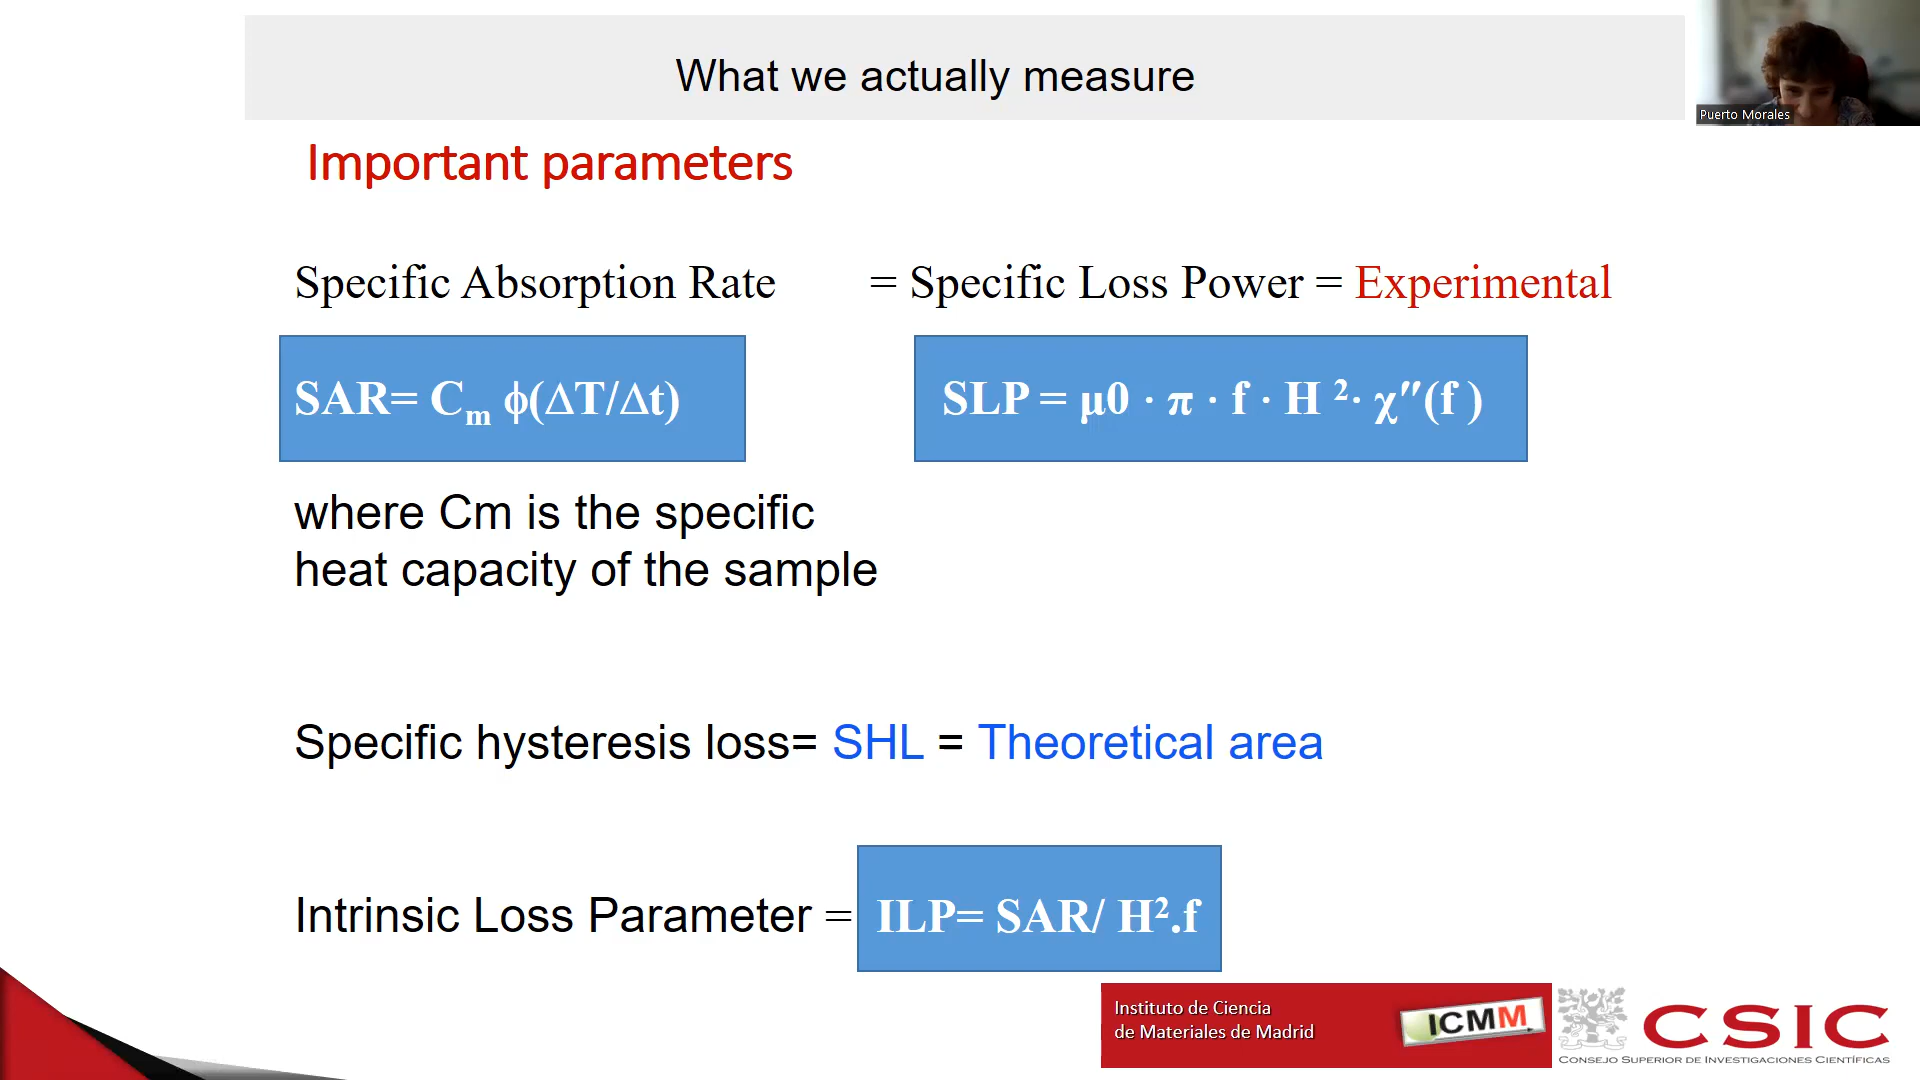 What we actually measure
Puerto Morales
Important parameters
Specific Absorption Rate = Specific Loss Power = Experimental
SAR= Cₘ ϕ(ΔT/Δt)
SLP = μ0 · π · f · H ²· χ″(f )
where Cm is the specific
heat capacity of the sample
Specific hysteresis loss= SHL = Theoretical area
Intrinsic Loss Parameter = ILP= SAR/ H².f
Instituto de Ciencia
de Materiales de Madrid
ICMM
CSIC
CONSEJO SUPERIOR DE INVESTIGACIONES CIENTÍFICAS